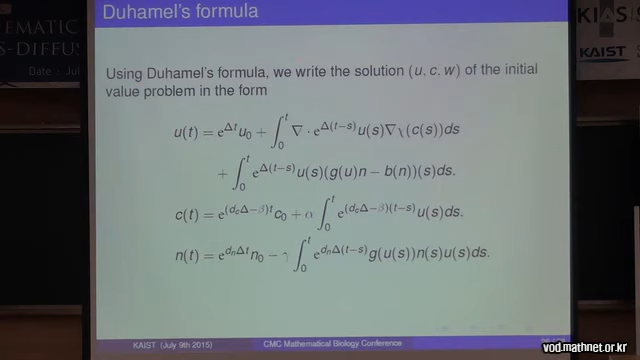 Duhamel's formula
EMATIC
S-DIFFUS
KAIST
Using Duhamel's formula, we write the solution (u, c, w) of the initial
value problem in the form
u(t) = e^{Δt}u_0 + ∫_0^t ∇ · e^{Δ(t−s)}u(s)∇χ(c(s))ds
+ ∫_0^t e^{Δ(t−s)}u(s)(g(u)n − b(n))(s)ds.
c(t) = e^{(d_cΔ−β)t}c_0 + α ∫_0^t e^{(d_cΔ−β)(t−s)}u(s)ds.
n(t) = e^{d_nΔt}n_0 − γ ∫_0^t e^{d_nΔ(t−s)}g(u(s))n(s)u(s)ds.
KAIST (July 9th 2015) CMC Mathematical Biology Conference
vod.mathnet.or.kr